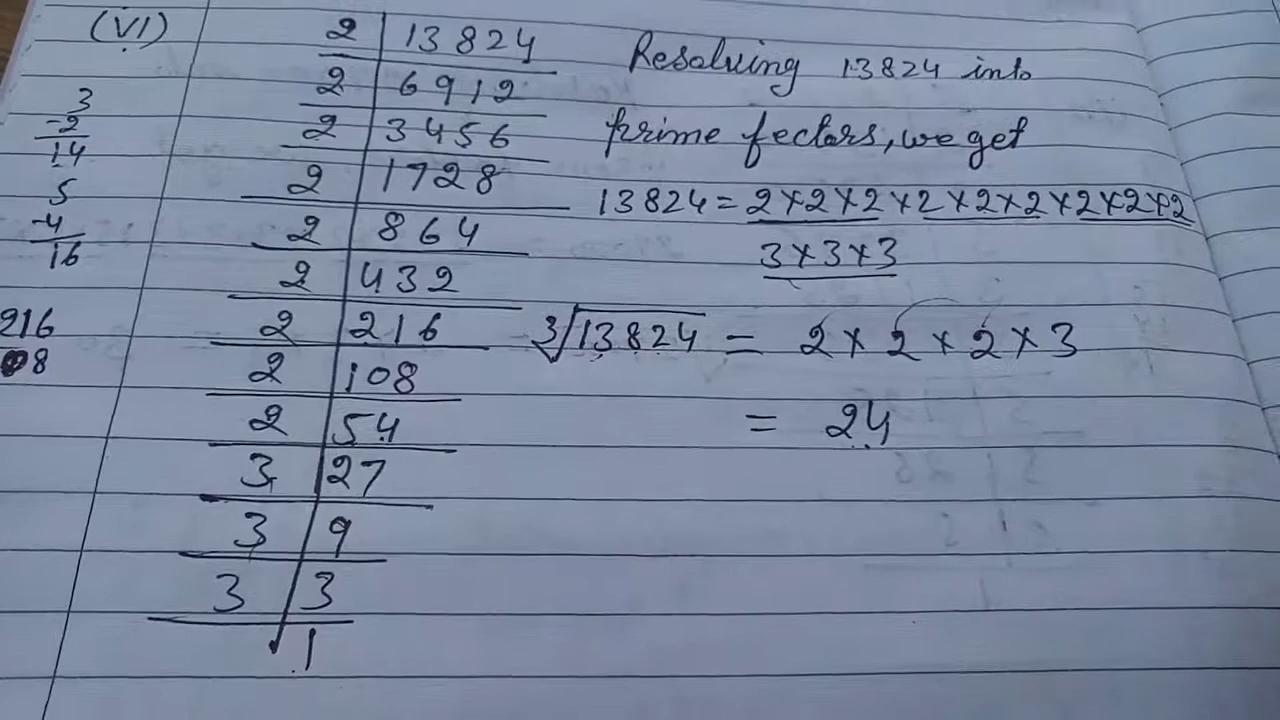 (VI)
2 | 13824
2 | 6912
2 | 3456
2 | 1728
2 | 864
2 | 432
2 | 216
2 | 108
2 | 54
3 | 27
3 | 9
3 | 3
1
3
-2
14
5
-4
16
216
8
Resolving 13824 into
prime fectors, we get
13824 = 2×2×2×2×2×2×2×2×2
3×3×3
∛13824 = 2×2×2×3
= 24